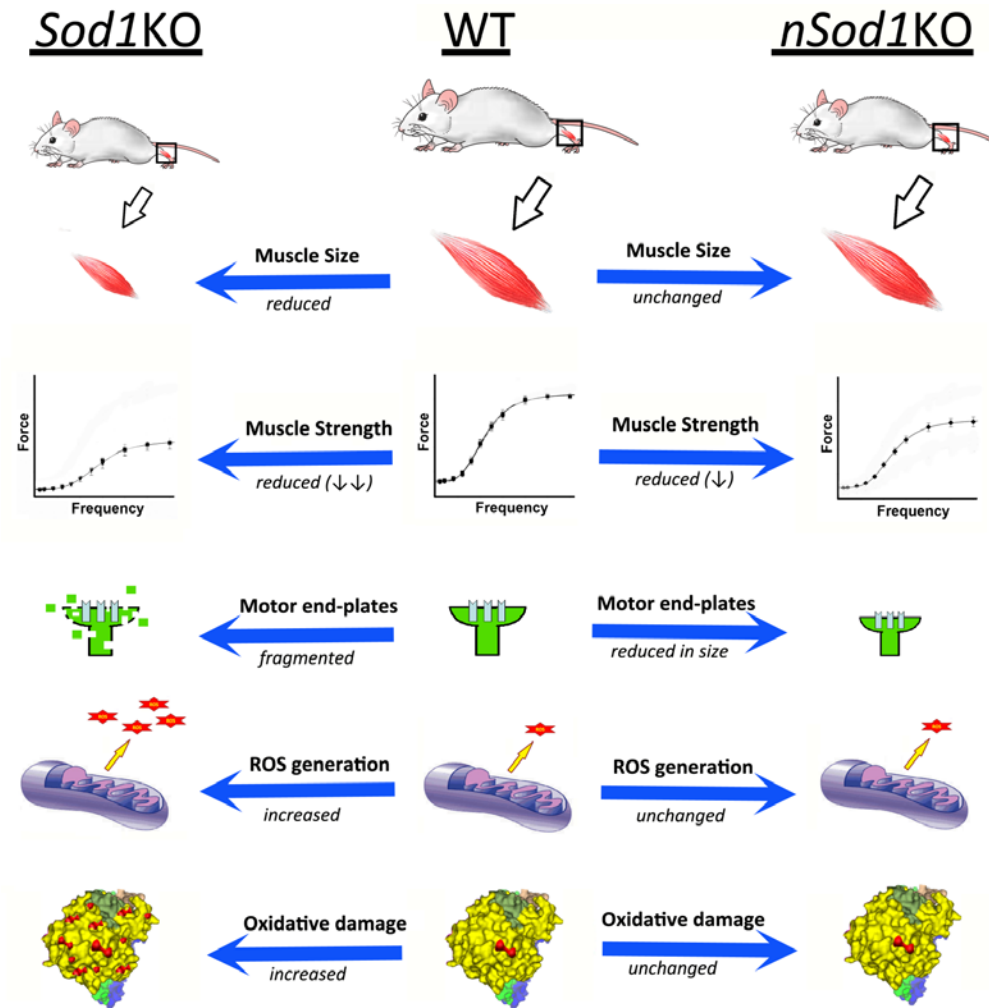 Sod1KO
WT
nSod1KO
Muscle Size
reduced
Muscle Size
unchanged
Force
Frequency
Muscle Strength
reduced (↓↓)
Force
Frequency
Muscle Strength
reduced (↓)
Force
Frequency
Motor end-plates
fragmented
Motor end-plates
reduced in size
ROS generation
increased
ROS generation
unchanged
Oxidative damage
increased
Oxidative damage
unchanged